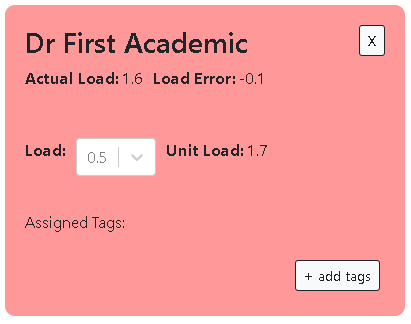 Dr First Academic
X
Actual Load: 1.6 Load Error: -0.1
Load: 0.5 Unit Load: 1.7
Assigned Tags:
+ add tags